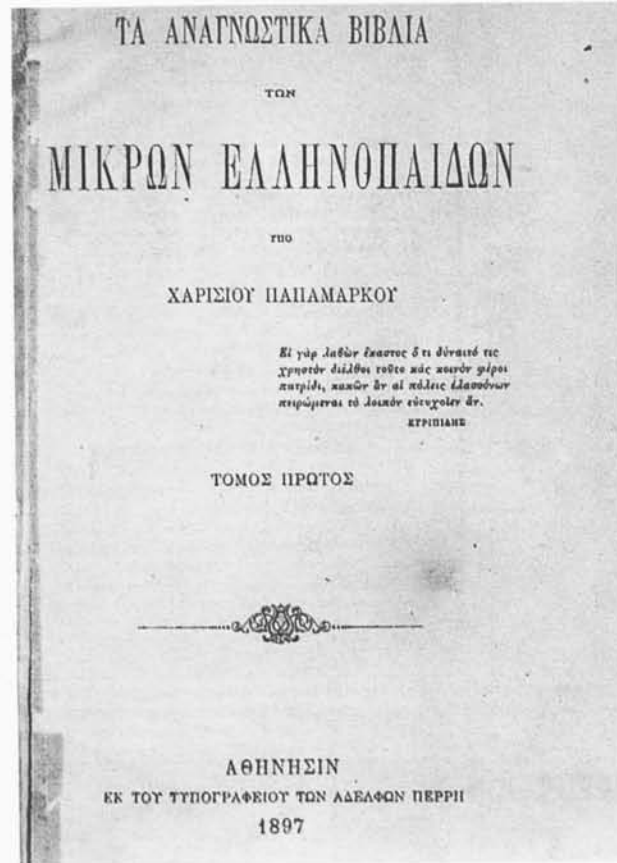 ΤΑ ΑΝΑΓΝΩΣΤΙΚΑ ΒΙΒΛΙΑ
ΤΩΝ
ΜΙΚΡΩΝ ΕΛΛΗΝΟΠΑΙΔΩΝ
ΥΠΟ
ΧΑΡΙΣΙΟΥ ΠΑΠΑΜΑΡΚΟΥ
Εἰ γὰρ λαβὼν ἕκαστος ὅ τι δύναιτό τις
χρηστὸν διέλθοι τοῦτο κἀς κοινὸν φέροι
πατρίδι, κακῶν ἂν αἱ πόλεις ἐλασσόνων
πειρώμεναι τὸ λοιπὸν εὐτυχοῖεν ἄν.
ΕΥΡΙΠΙΔΗΣ
ΤΟΜΟΣ ΠΡΩΤΟΣ
ΑΘΗΝΗΣΙΝ
ΕΚ ΤΟΥ ΤΥΠΟΓΡΑΦΕΙΟΥ ΤΩΝ ΑΔΕΛΦΩΝ ΠΕΡΡΗ
1897